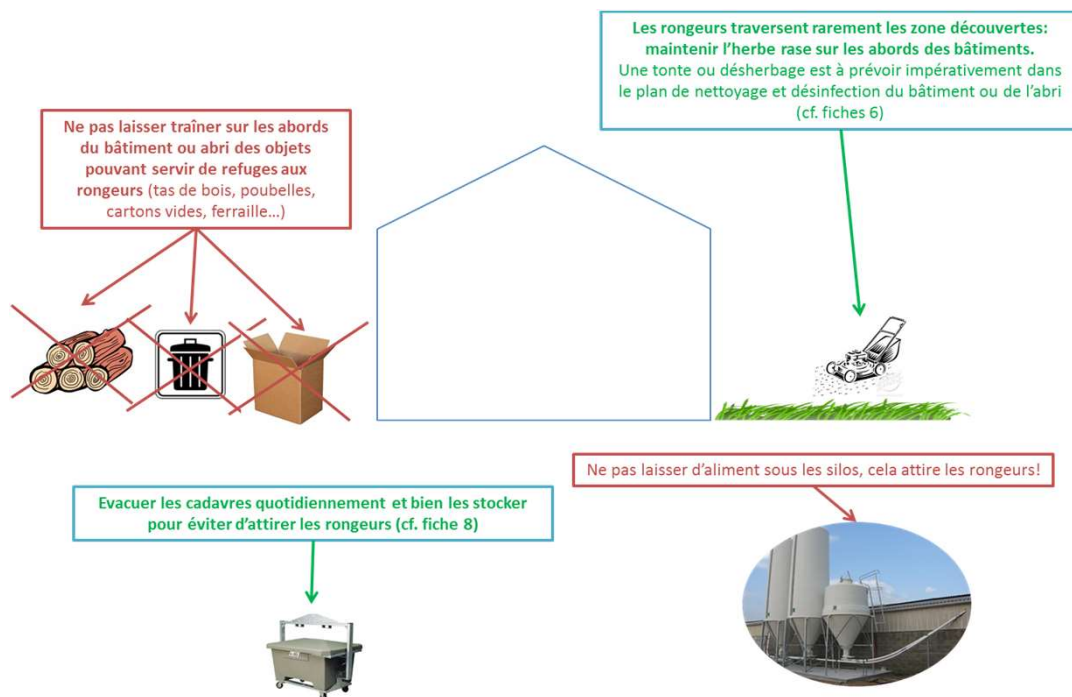 Les rongeurs traversent rarement les zone découvertes:
maintenir l'herbe rase sur les abords des bâtiments.
Une tonte ou désherbage est à prévoir impérativement dans
le plan de nettoyage et désinfection du bâtiment ou de l'abri
(cf. fiches 6)
Ne pas laisser traîner sur les abords
du bâtiment ou abri des objets
pouvant servir de refuges aux
rongeurs (tas de bois, poubelles,
cartons vides, ferraille…)
Ne pas laisser d'aliment sous les silos, cela attire les rongeurs!
Evacuer les cadavres quotidiennement et bien les stocker
pour éviter d'attirer les rongeurs (cf. fiche 8)